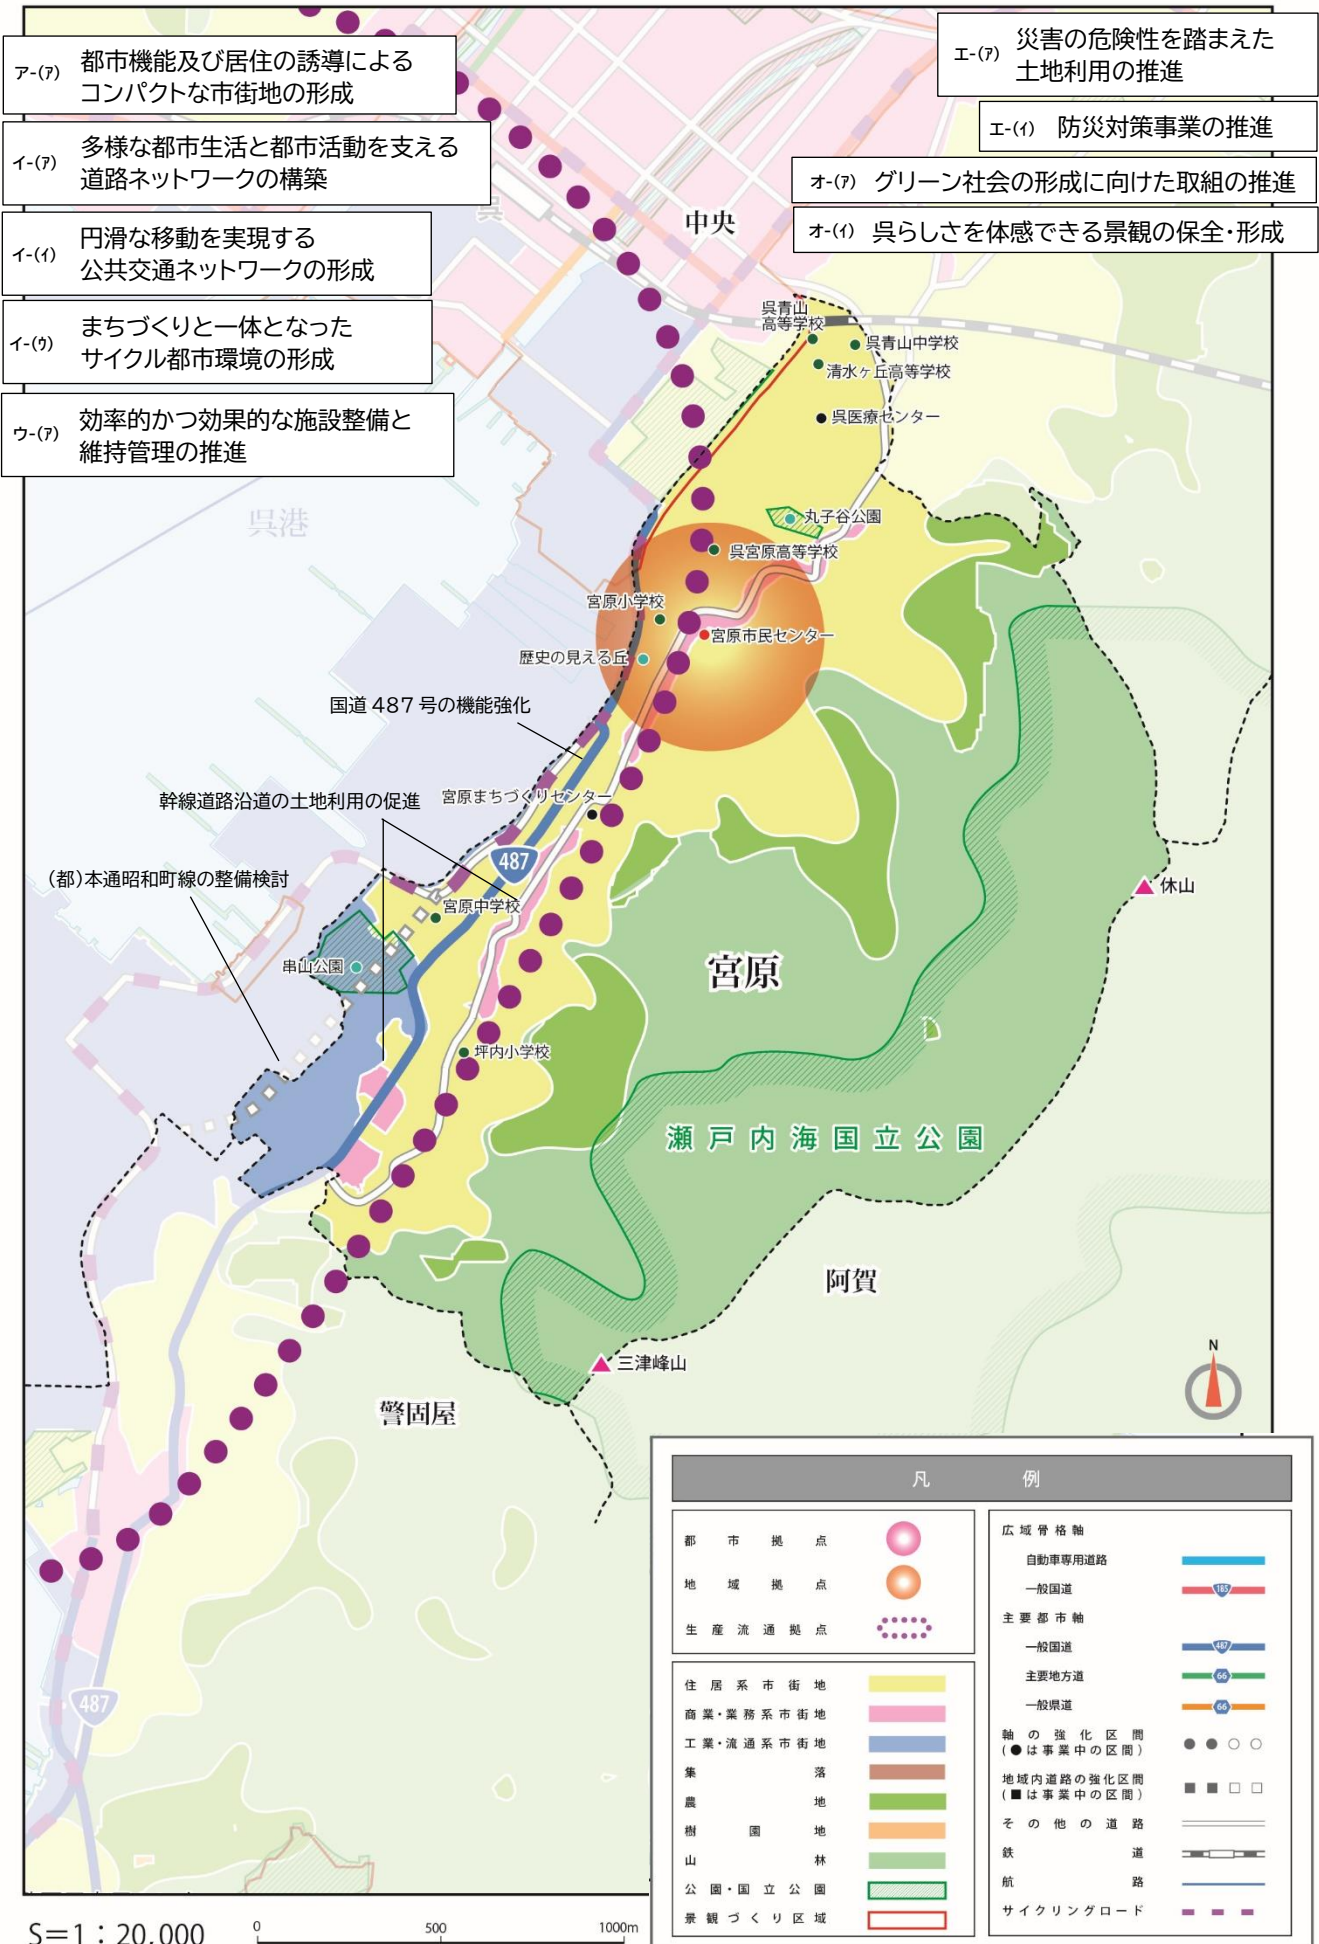 ア-(ｱ) 都市機能及び居住の誘導による
コンパクトな市街地の形成
イ-(ｱ) 多様な都市生活と都市活動を支える
道路ネットワークの構築
イ-(ｲ) 円滑な移動を実現する
公共交通ネットワークの形成
イ-(ｳ) まちづくりと一体となった
サイクル都市環境の形成
ウ-(ｱ) 効率的かつ効果的な施設整備と
維持管理の推進
エ-(ｱ) 災害の危険性を踏まえた
土地利用の推進
エ-(ｲ) 防災対策事業の推進
オ-(ｱ) グリーン社会の形成に向けた取組の推進
オ-(ｲ) 呉らしさを体感できる景観の保全・形成
呉
中央
呉青山
高等学校
呉青山中学校
清水ヶ丘高等学校
呉医療センター
呉港
丸子谷公園
呉宮原高等学校
宮原小学校
宮原市民センター
歴史の見える丘
国道487号の機能強化
幹線道路沿道の土地利用の促進
宮原まちづくりセンター
487
(都)本通昭和町線の整備検討
宮原中学校
休山
串山公園
宮原
坪内小学校
瀬戸内海国立公園
阿賀
三津峰山
警固屋
N
487
凡例
都市拠点
地域拠点
生産流通拠点
住居系市街地
商業・業務系市街地
工業・流通系市街地
集落
農地
樹園地
山林
公園・国立公園
景観づくり区域
広域骨格軸
自動車専用道路
一般国道 185
主要都市軸
一般国道 487
主要地方道 66
一般県道 66
軸の強化区間
(●は事業中の区間)
地域内道路の強化区間
(■は事業中の区間)
その他の道路
鉄道
航路
サイクリングロード
S＝1：20,000
0 500 1000m